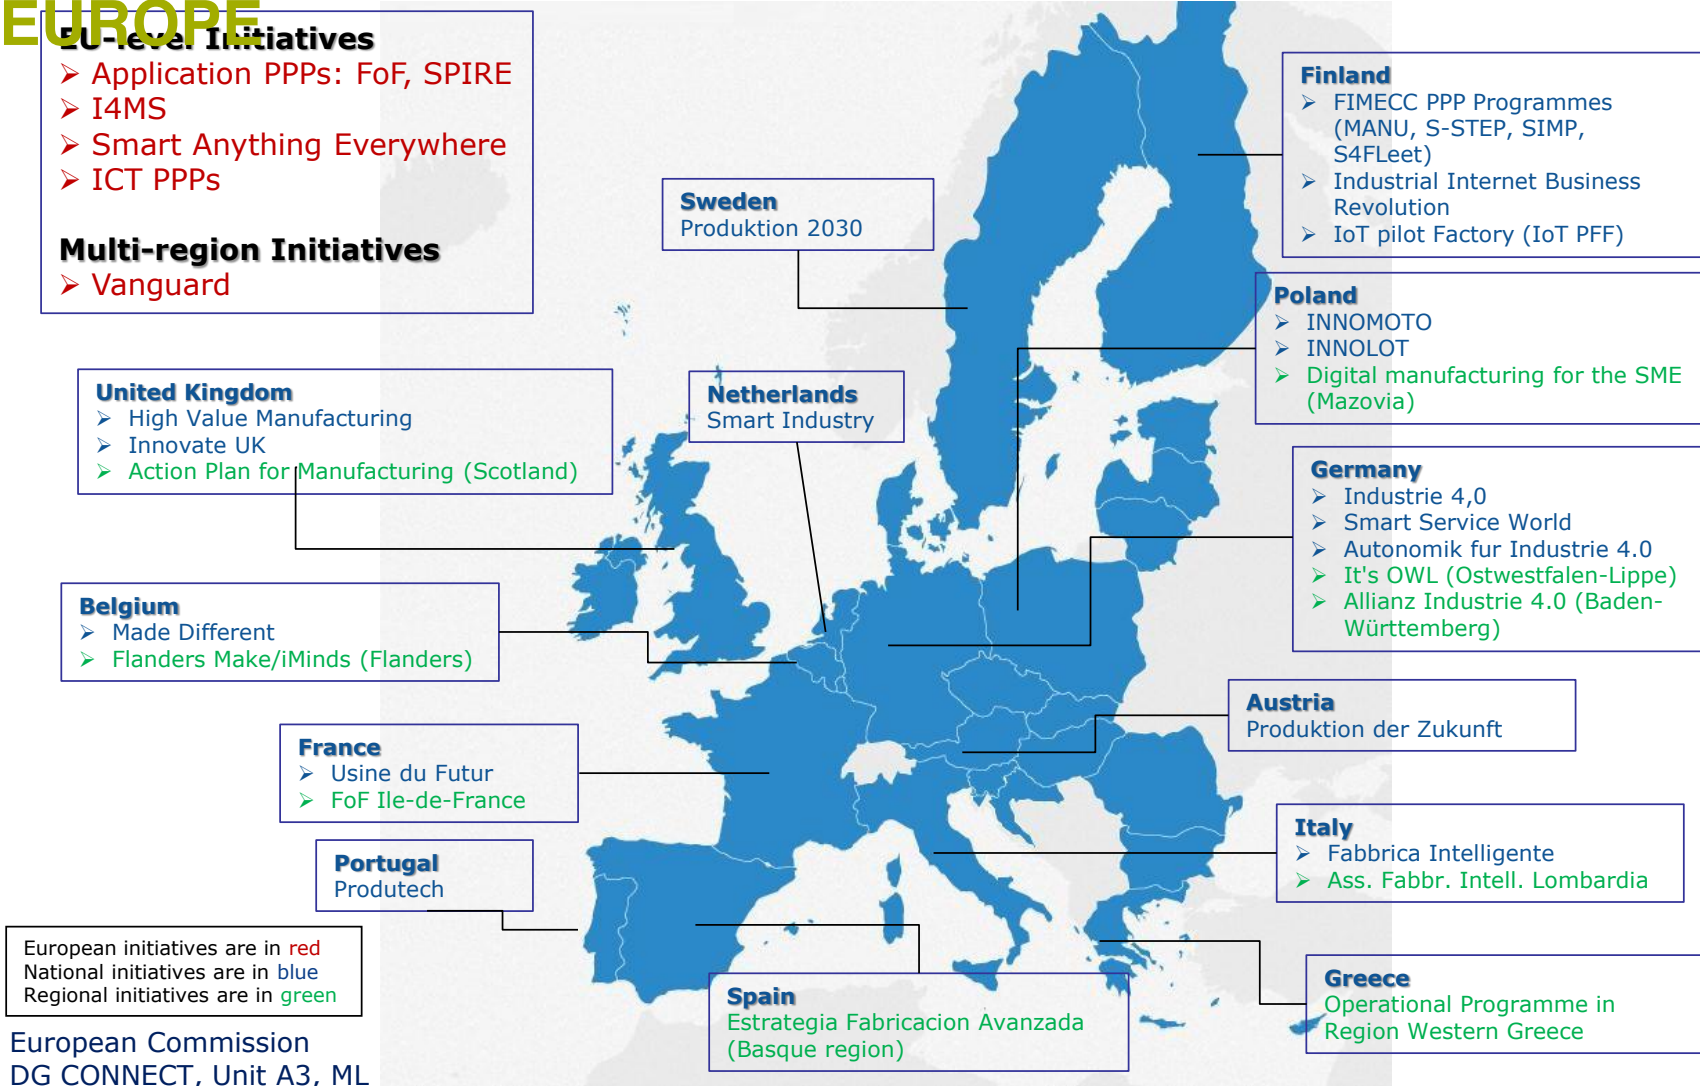 EUROPE
EU-level Initiatives
➢ Application PPPs: FoF, SPIRE
➢ I4MS
➢ Smart Anything Everywhere
➢ ICT PPPs
Multi-region Initiatives
➢ Vanguard
Finland
➢ FIMECC PPP Programmes
(MANU, S-STEP, SIMP,
S4FLeet)
➢ Industrial Internet Business
Revolution
➢ IoT pilot Factory (IoT PFF)
Sweden
Produktion 2030
Poland
➢ INNOMOTO
➢ INNOLOT
➢ Digital manufacturing for the SME
(Mazovia)
United Kingdom
➢ High Value Manufacturing
➢ Innovate UK
➢ Action Plan for Manufacturing (Scotland)
Netherlands
Smart Industry
Germany
➢ Industrie 4,0
➢ Smart Service World
➢ Autonomik fur Industrie 4.0
➢ It's OWL (Ostwestfalen-Lippe)
➢ Allianz Industrie 4.0 (Baden-
Württemberg)
Belgium
➢ Made Different
➢ Flanders Make/iMinds (Flanders)
Austria
Produktion der Zukunft
France
➢ Usine du Futur
➢ FoF Ile-de-France
Italy
➢ Fabbrica Intelligente
➢ Ass. Fabbr. Intell. Lombardia
Portugal
Produtech
European initiatives are in red
National initiatives are in blue
Regional initiatives are in green
Spain
Estrategia Fabricacion Avanzada
(Basque region)
Greece
Operational Programme in
Region Western Greece
European Commission
DG CONNECT, Unit A3, ML